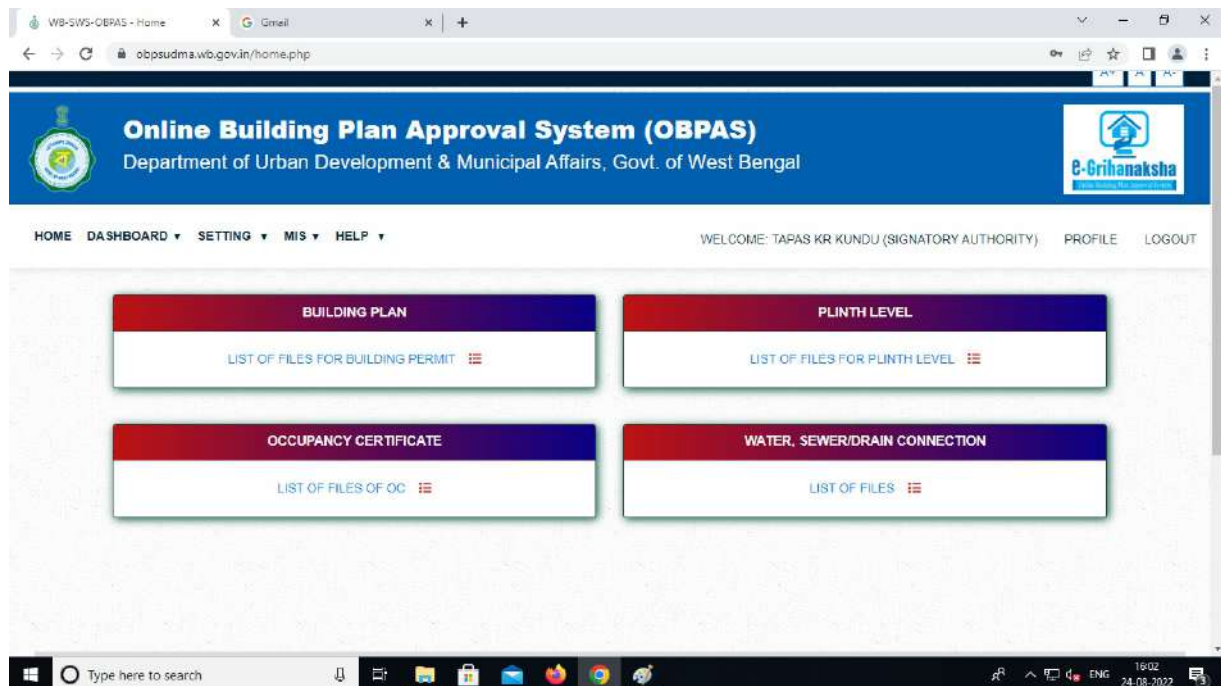 WB-SWS-OBPAS - Home
Gmail
obpsudma.wb.gov.in/home.php
A+ A A-
Online Building Plan Approval System (OBPAS)
Department of Urban Development & Municipal Affairs, Govt. of West Bengal
e-Grihanaksha
HOME DASHBOARD SETTING MIS HELP
WELCOME: TAPAS KR KUNDU (SIGNATORY AUTHORITY) PROFILE LOGOUT
BUILDING PLAN
LIST OF FILES FOR BUILDING PERMIT
PLINTH LEVEL
LIST OF FILES FOR PLINTH LEVEL
OCCUPANCY CERTIFICATE
LIST OF FILES OF OC
WATER, SEWER/DRAIN CONNECTION
LIST OF FILES
Type here to search
ENG
16:02
24-08-2022